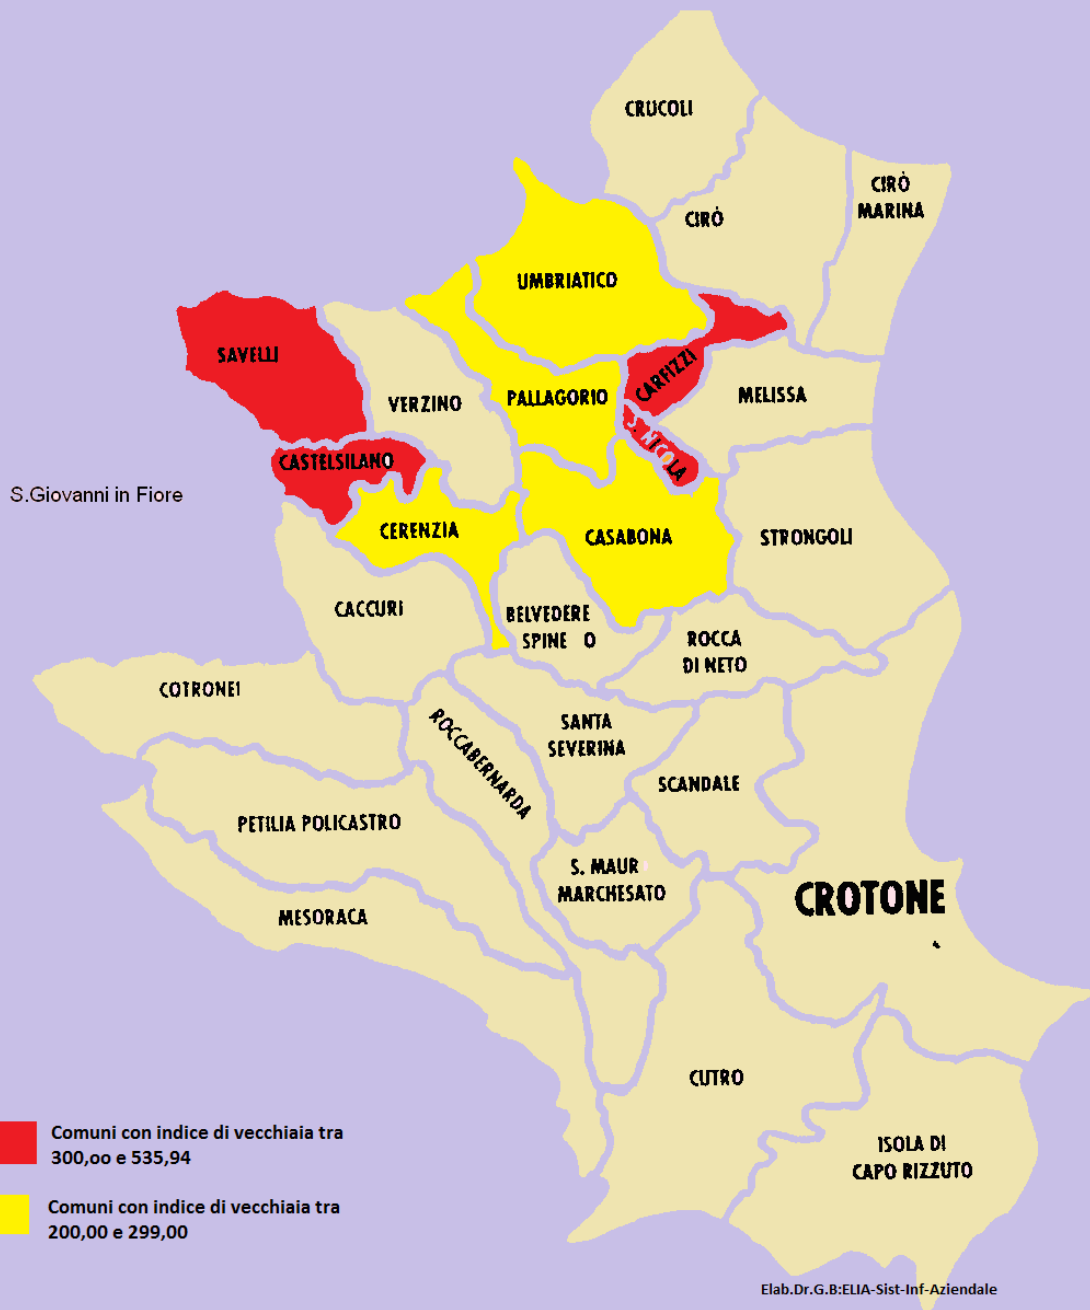 CRUCOLI
CIRÒ
MARINA
CIRÒ
UMBRIATICO
SAVELLI
VERZINO
PALLAGORIO
CARFIZZI
MELISSA
S. NICOLA
CASTELSILANO
S.Giovanni in Fiore
CERENZIA
CASABONA
STRONGOLI
CACCURI
BELVEDERE
SPINE O
ROCCA
DI NETO
COTRONEI
ROCCABERNARDA
SANTA
SEVERINA
SCANDALE
PETILIA POLICASTRO
S. MAUR
MARCHESATO
CROTONE
MESORACA
CUTRO
ISOLA DI
CAPO RIZZUTO
Comuni con indice di vecchiaia tra
300,oo e 535,94
Comuni con indice di vecchiaia tra
200,00 e 299,00
Elab.Dr.G.B:ELIA-Sist-Inf-Aziendale